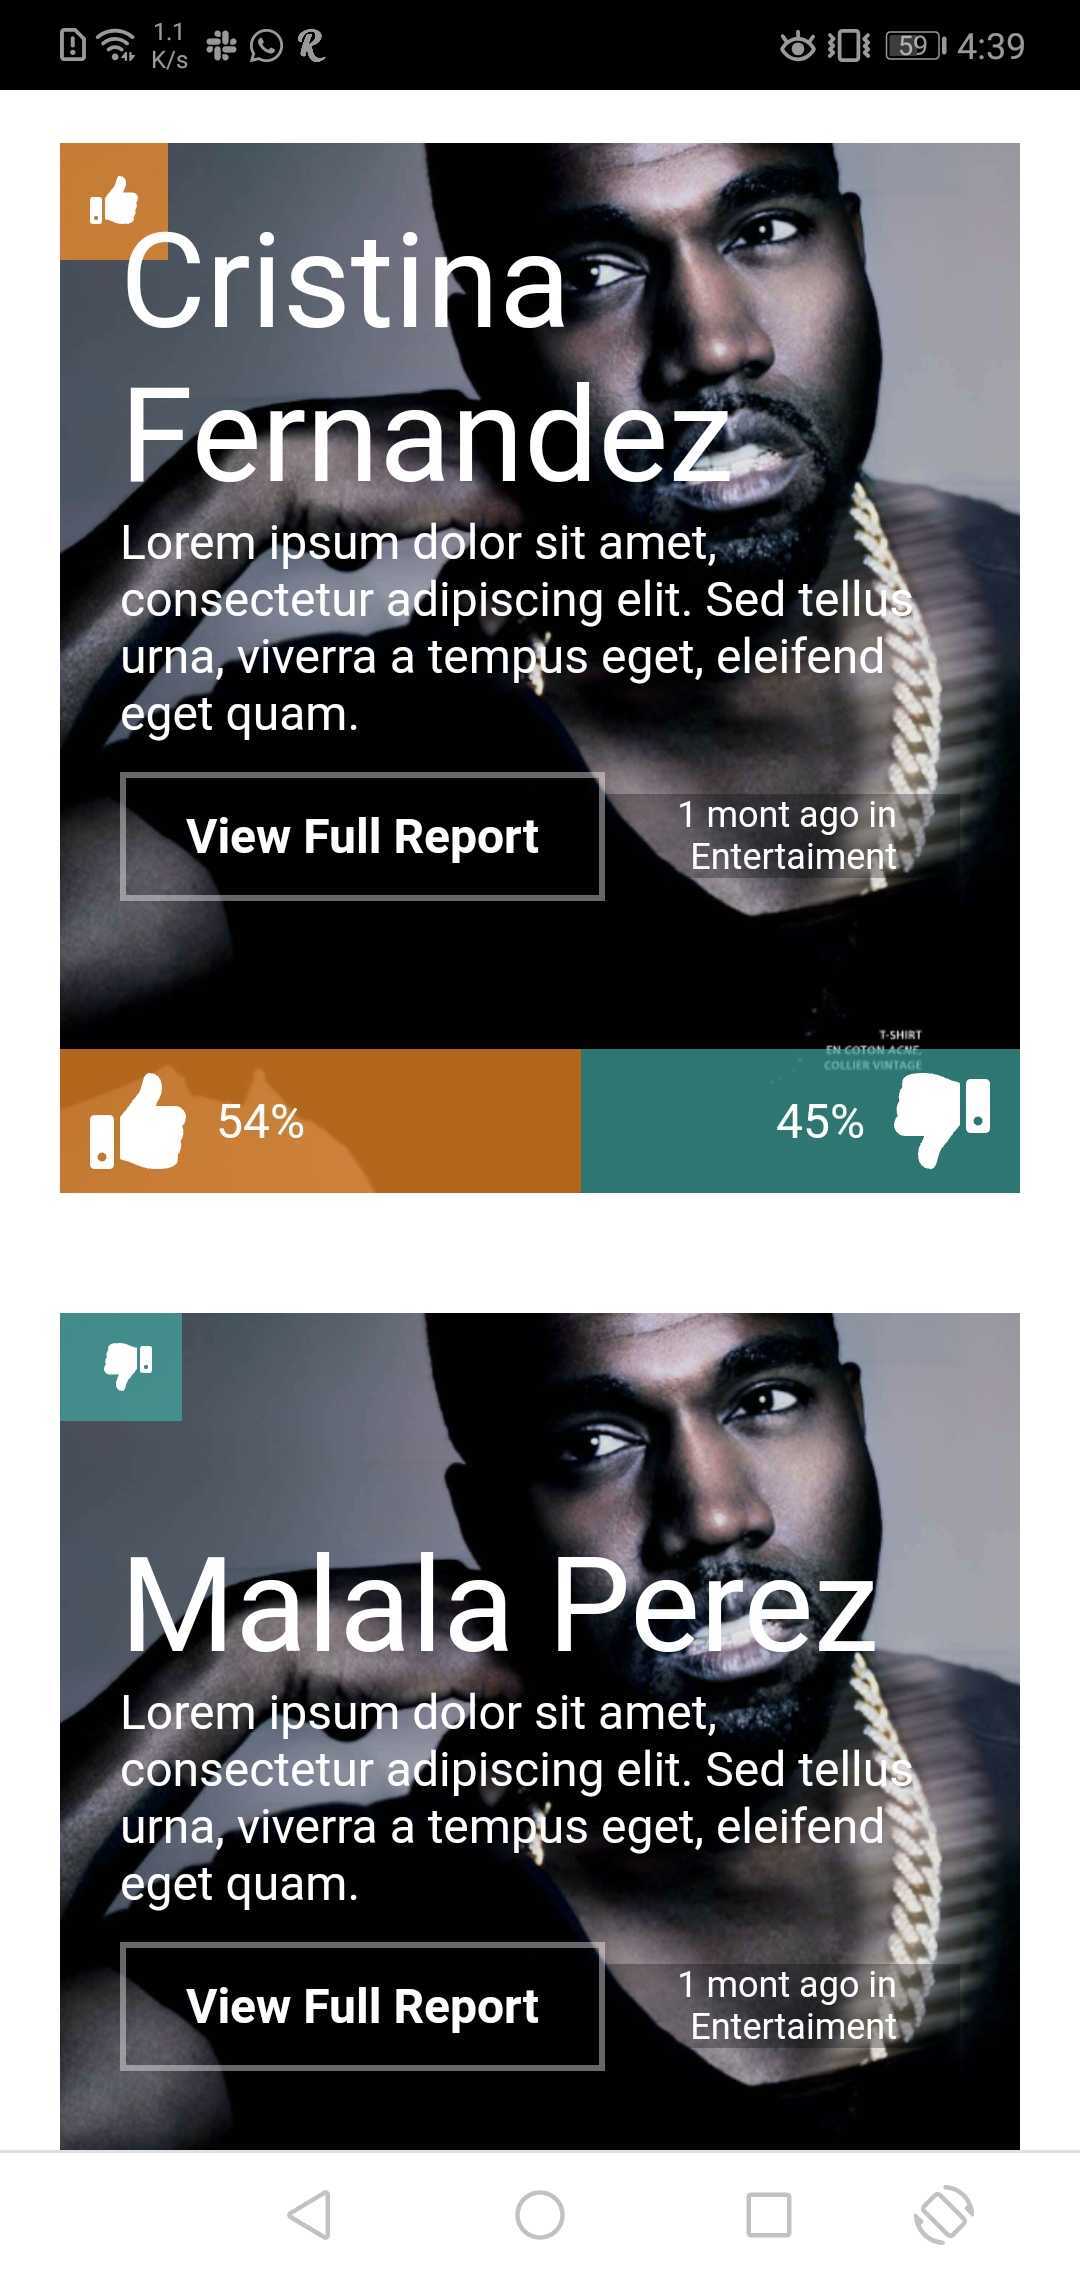 1.1
K/s
59
4:39
Cristina
Fernandez
Lorem ipsum dolor sit amet,
consectetur adipiscing elit. Sed tellus
urna, viverra a tempus eget, eleifend
eget quam.
View Full Report
1 mont ago in
Entertaiment
T-SHIRT
EN COTON ACNE,
COLLIER VINTAGE
54%
45%
Malala Perez
Lorem ipsum dolor sit amet,
consectetur adipiscing elit. Sed tellus
urna, viverra a tempus eget, eleifend
eget quam.
View Full Report
1 mont ago in
Entertaiment